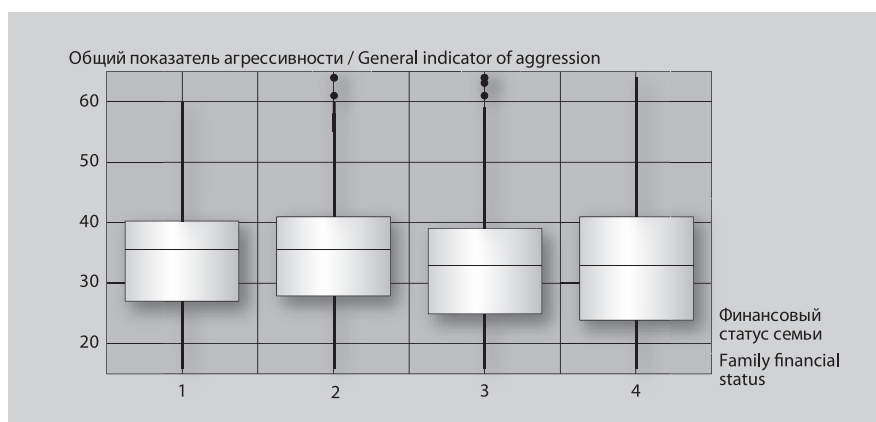 Общий показатель агрессивности / General indicator of aggression
60
50
40
30
20
1
2
3
4
Финансовый
статус семьи
Family financial
status